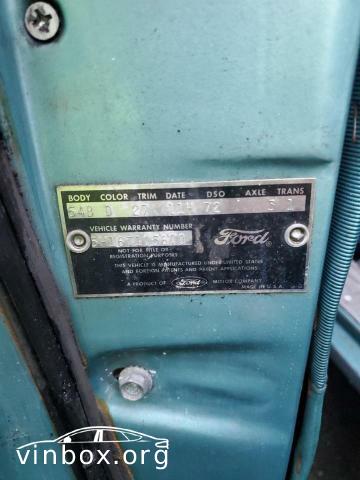 BODY COLOR TRIM DATE DSO AXLE TRANS
54B D 27 72 3 1
VEHICLE WARRANTY NUMBER
Ford
NOT FOR TITLE OR
REGISTRATION PURPOSES
THIS VEHICLE IS MANUFACTURED UNDER UNITED STATES
AND FOREIGN PATENTS AND PATENT APPLICATIONS
A PRODUCT OF Ford MOTOR COMPANY
MADE IN U.S.A.
vinbox.org